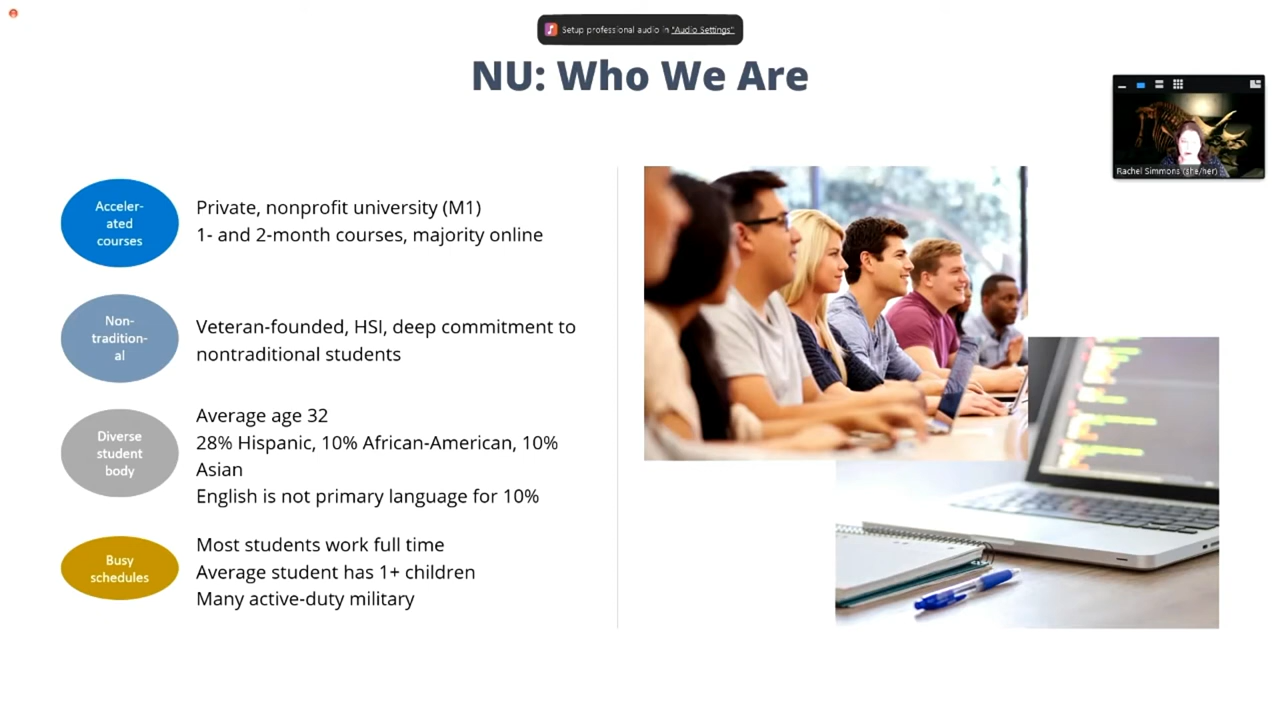 Setup professional audio in "Audio Settings"
NU: Who We Are
Rachel Simmons (she/her)
Acceler-
ated
courses
Private, nonprofit university (M1)
1- and 2-month courses, majority online
Non-
tradition-
al
Veteran-founded, HSI, deep commitment to
nontraditional students
Diverse
student
body
Average age 32
28% Hispanic, 10% African-American, 10%
Asian
English is not primary language for 10%
Busy
schedules
Most students work full time
Average student has 1+ children
Many active-duty military